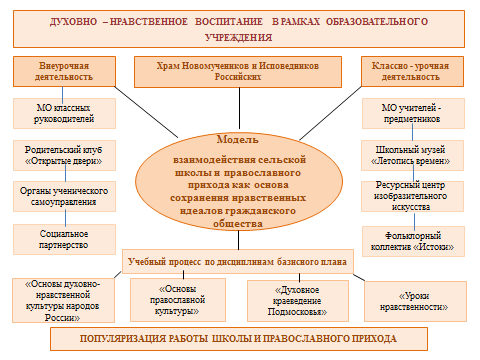 ДУХОВНО – НРАВСТВЕННОЕ ВОСПИТАНИЕ В РАМКАХ ОБРАЗОВАТЕЛЬНОГО
УЧРЕЖДЕНИЯ
Внеурочная
деятельность
Храм Новомучеников и Исповедников
Российских
Классно - урочная
деятельность
МО классных
руководителей
МО учителей -
предметников
Модель
взаимодействия сельской
школы и православного
прихода как основа
сохранения нравственных
идеалов гражданского
общества
Родительский клуб
«Открытые двери»
Школьный музей
«Летопись времен»
Органы ученического
самоуправления
Ресурсный центр
изобразительного
искусства
Социальное
партнерство
Фольклорный
коллектив «Истоки»
Учебный процесс по дисциплинам базисного плана
«Основы духовно-
нравственной
культуры народов
России»
«Основы
православной
культуры»
«Духовное
краеведение
Подмосковья»
«Уроки
нравственности»
ПОПУЛЯРИЗАЦИЯ РАБОТЫ ШКОЛЫ И ПРАВОСЛАВНОГО ПРИХОДА